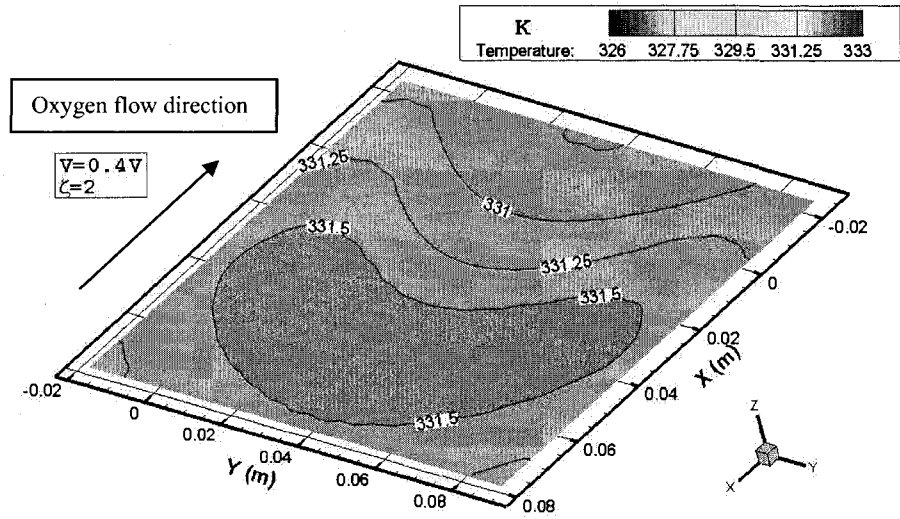 K
Temperature: 326 327.75 329.5 331.25 333
Oxygen flow direction
V=0.4V
ζ=2
331.25
331
331.5
331.25
331.5
331.5
-0.02
0
0.02
0.04
0.06
0.08
X (m)
-0.02
0
0.02
0.04
0.06
0.08
Y (m)
Z
X
Y